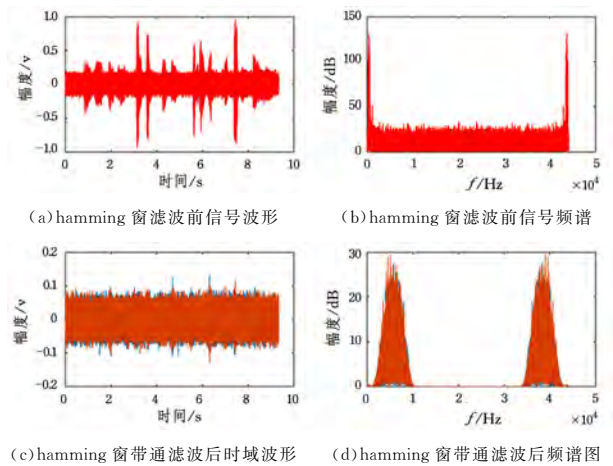 1.0
0.5
0
-0.5
-1.0
幅度/v
0 2 4 6 8 10
时间/s
(a)hamming 窗滤波前信号波形
150
100
50
0
幅度/dB
0 1 2 3 4 5
f/Hz ×10⁴
(b)hamming 窗滤波前信号频谱
0.2
0.1
0
-0.1
-0.2
幅度/v
0 2 4 6 8 10
时间/s
(c)hamming 窗带通滤波后时域波形
30
20
10
0
幅度/dB
0 1 2 3 4 5
f/Hz ×10⁴
(d)hamming 窗带通滤波后频谱图